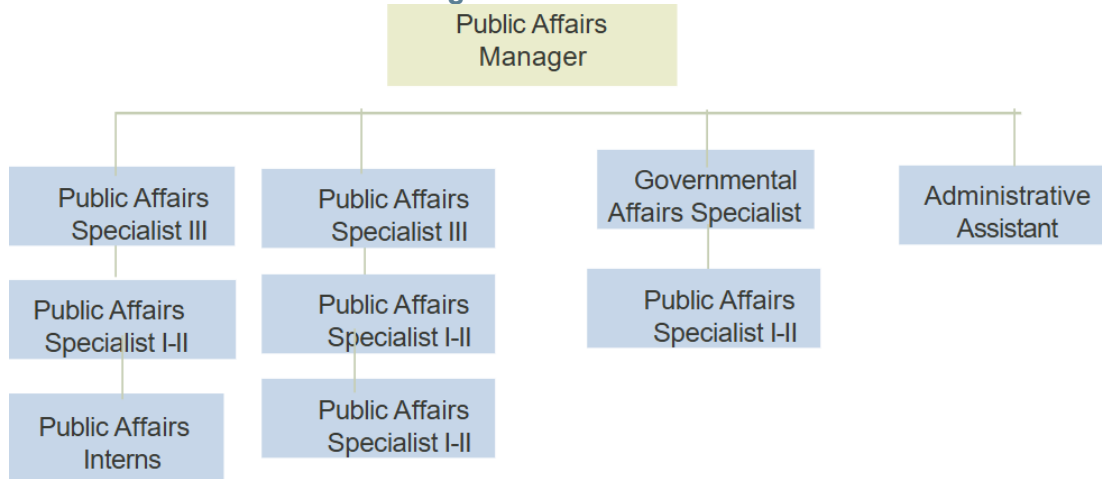 Public Affairs
Manager
Public Affairs
Specialist III
Public Affairs
Specialist III
Governmental
Affairs Specialist
Administrative
Assistant
Public Affairs
Specialist I-II
Public Affairs
Specialist I-II
Public Affairs
Specialist I-II
Public Affairs
Interns
Public Affairs
Specialist I-II